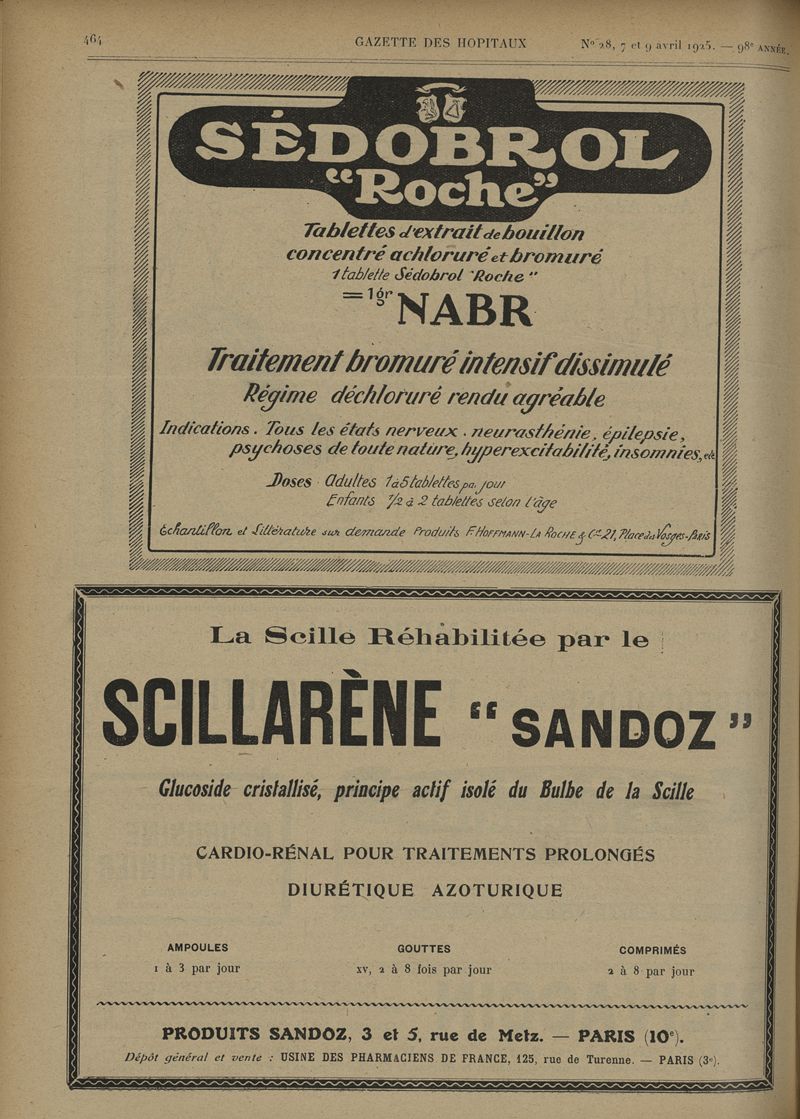 464
GAZETTE DES HOPITAUX
N° 28, 7 et 9 avril 1925. — 98e ANNÉE.
SÉDOBROL
"Roche"
Tablettes d'extrait de bouillon
concentré achloruré et bromuré
1 tablette Sédobrol "Roche"
= 1gr NABR
Traitement bromuré intensif dissimulé
Régime déchloruré rendu agréable
Indications. Tous les états nerveux. neurasthénie, épilepsie,
psychoses de toute nature, hyperexcitabilité, insomnies, etc
Doses Adultes 1 à 5 tablettes par jour
Enfants 1/2 à 2 tablettes selon l'âge
Echantillon et Littérature sur demande Produits F. HOFFMANN-LA ROCHE & Cie 21, Place des Vosges-Paris
La Scille Réhabilitée par le
SCILLARÈNE "SANDOZ"
Glucoside cristallisé, principe actif isolé du Bulbe de la Scille
CARDIO-RÉNAL POUR TRAITEMENTS PROLONGÉS
DIURÉTIQUE AZOTURIQUE
AMPOULES
1 à 3 par jour
GOUTTES
XV, 2 à 8 fois par jour
COMPRIMÉS
2 à 8 par jour
PRODUITS SANDOZ, 3 et 5, rue de Metz. — PARIS (10e).
Dépôt général et vente : USINE DES PHARMACIENS DE FRANCE, 125, rue de Turenne. — PARIS (3e).